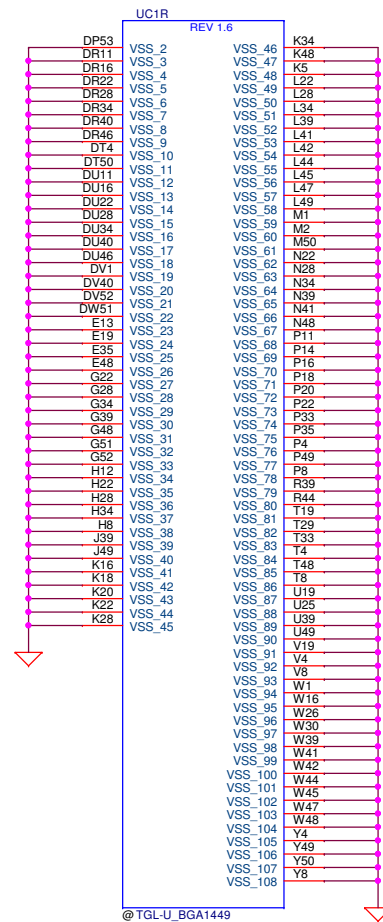 UC1R
REV 1.6
DP53 VSS_2 VSS_46 K34
DR11 VSS_3 VSS_47 K48
DR16 VSS_4 VSS_48 K5
DR22 VSS_5 VSS_49 L22
DR28 VSS_6 VSS_50 L28
DR34 VSS_7 VSS_51 L34
DR40 VSS_8 VSS_52 L39
DR46 VSS_9 VSS_53 L41
DT4 VSS_10 VSS_54 L42
DT50 VSS_11 VSS_55 L44
DU11 VSS_12 VSS_56 L45
DU16 VSS_13 VSS_57 L47
DU22 VSS_14 VSS_58 L49
DU28 VSS_15 VSS_59 M1
DU34 VSS_16 VSS_60 M2
DU40 VSS_17 VSS_61 M50
DU46 VSS_18 VSS_62 N22
DV1 VSS_19 VSS_63 N28
DV40 VSS_20 VSS_64 N34
DV52 VSS_21 VSS_65 N39
DW51 VSS_22 VSS_66 N41
E13 VSS_23 VSS_67 N48
E19 VSS_24 VSS_68 P11
E35 VSS_25 VSS_69 P14
E48 VSS_26 VSS_70 P16
G22 VSS_27 VSS_71 P18
G28 VSS_28 VSS_72 P20
G34 VSS_29 VSS_73 P22
G39 VSS_30 VSS_74 P33
G48 VSS_31 VSS_75 P35
G51 VSS_32 VSS_76 P4
G52 VSS_33 VSS_77 P49
H12 VSS_34 VSS_78 P8
H22 VSS_35 VSS_79 R39
H28 VSS_36 VSS_80 R44
H34 VSS_37 VSS_81 T19
H8 VSS_38 VSS_82 T29
J39 VSS_39 VSS_83 T33
J49 VSS_40 VSS_84 T4
K16 VSS_41 VSS_85 T48
K18 VSS_42 VSS_86 T8
K20 VSS_43 VSS_87 U19
K22 VSS_44 VSS_88 U25
K28 VSS_45 VSS_89 U39
VSS_90 U49
VSS_91 V19
VSS_92 V4
VSS_93 V8
VSS_94 W1
VSS_95 W16
VSS_96 W26
VSS_97 W30
VSS_98 W39
VSS_99 W41
VSS_100 W42
VSS_101 W44
VSS_102 W45
VSS_103 W47
VSS_104 W48
VSS_105 Y4
VSS_106 Y49
VSS_107 Y50
VSS_108 Y8
@ TGL-U_BGA1449